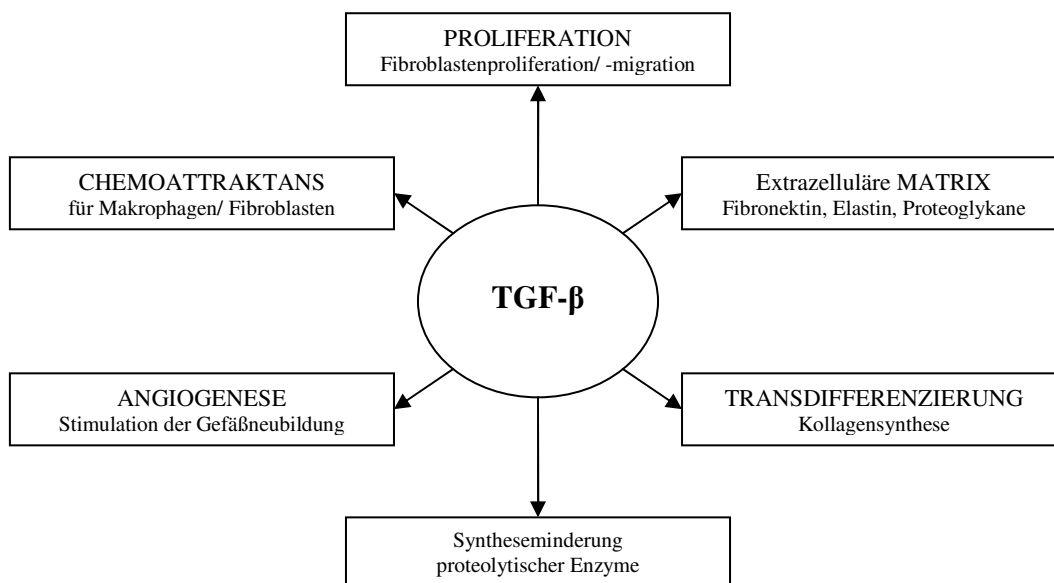 PROLIFERATION
Fibroblastenproliferation/ -migration
CHEMOATTRAKTANS
für Makrophagen/ Fibroblasten
Extrazelluläre MATRIX
Fibronektin, Elastin, Proteoglykane
TGF-β
ANGIOGENESE
Stimulation der Gefäßneubildung
TRANSDIFFERENZIERUNG
Kollagensynthese
Syntheseminderung
proteolytischer Enzyme